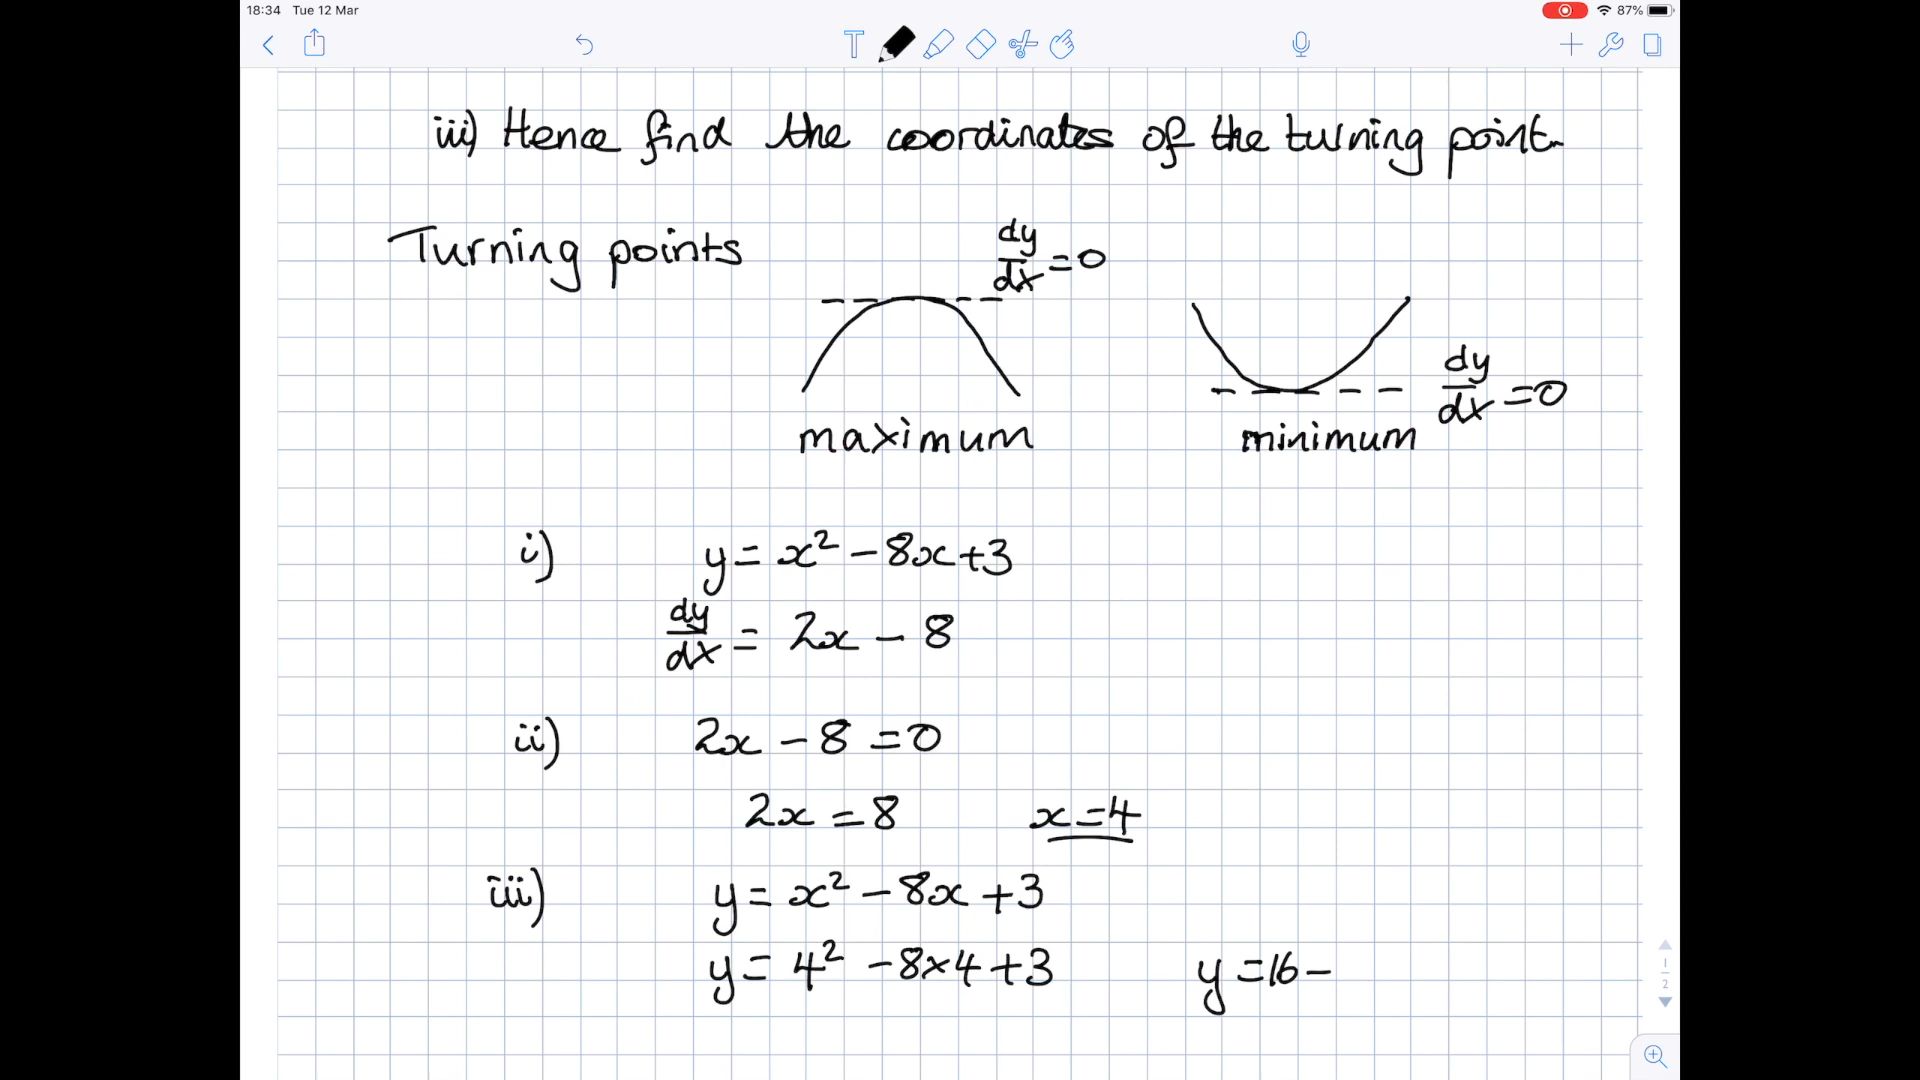 18:34 Tue 12 Mar 87%
iii) Hence find the coordinates of the turning point.
Turning points
dy/dx = 0
dy/dx = 0
maximum
minimum
i) y = x² - 8x + 3
dy/dx = 2x - 8
ii) 2x - 8 = 0
2x = 8 x = 4
iii) y = x² - 8x + 3
y = 4² - 8×4 + 3 y = 16 -
1
2